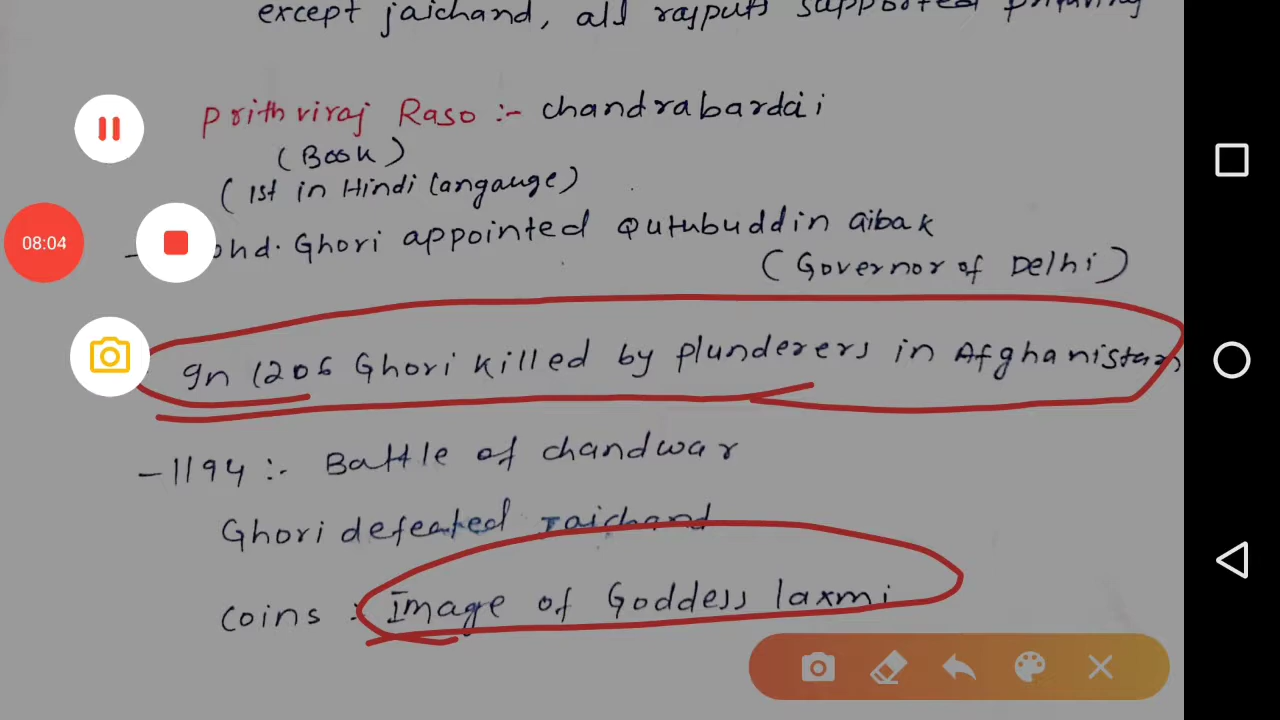 except jaichand, all rajputs supported
Prithviraj Raso :- chandrabardai
(Book)
(1st in Hindi langauge)
ohd. Ghori appointed Qutubuddin aibak
(Governor of Delhi)
08:04
In 1206 Ghori killed by plunderers in Afghanistan
- 1194 :- Battle of chandwar
Ghori defeated Jaichand
coins : Image of Goddess laxmi